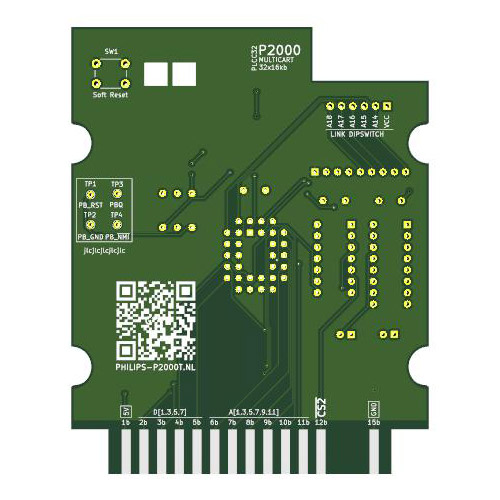 SW1
Soft Reset
PLCC32
P2000
MULTICART
32x16kb
A18
A17
A16
A15
A14
VCC
LINK DIPSWITCH
TP1 TP3
PB_RST PBQ
TP2 TP4
PB_GND PB_NMI
jlcjlcjlcjlcjlc
PHILIPS-P2000T.NL
5V D[1,3,5,7] A[1,3,5,7,9,11] CS2 GND
1b 2b 3b 4b 5b 6b 7b 8b 9b 10b 11b 12b 15b